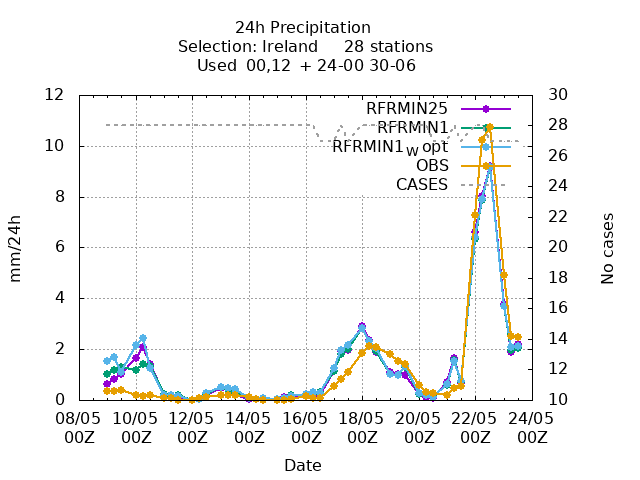 24h Precipitation
Selection: Ireland 28 stations
Used 00,12 + 24-00 30-06
12 30
RFRMIN25
28
RFRMIN1
10
RFRMIN1w opt
26
OBS
CASES
24
8
22
6 20
18
4
16
14
2
12
0 10
mm/24h
No cases
08/05 10/05 12/05 14/05 16/05 18/05 20/05 22/05 24/05
00Z 00Z 00Z 00Z 00Z 00Z 00Z 00Z 00Z
Date